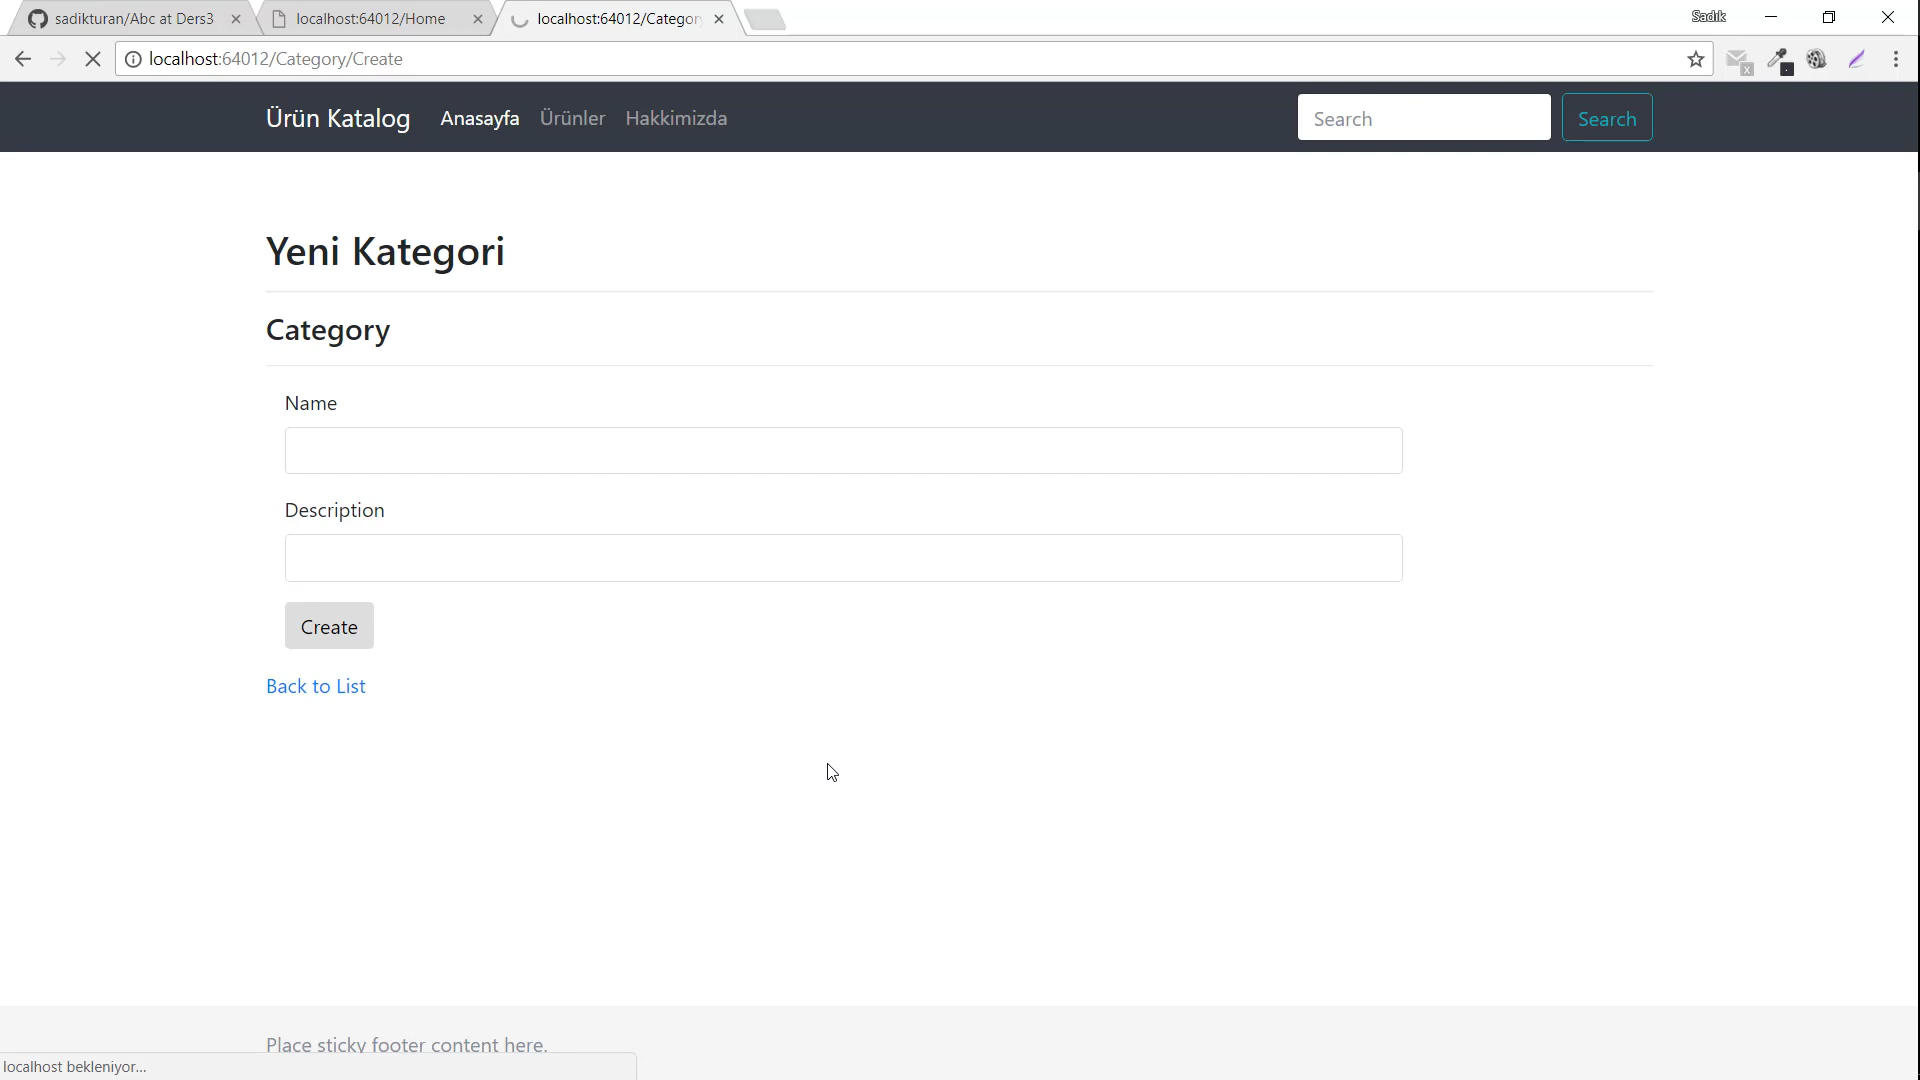 sadikturan/Abc at Ders3
localhost:64012/Home
localhost:64012/Categor
Sadık
localhost:64012/Category/Create
Ürün Katalog
Anasayfa
Ürünler
Hakkimizda
Search
Search
Yeni Kategori
Category
Name
Description
Create
Back to List
Place sticky footer content here.
localhost bekleniyor...